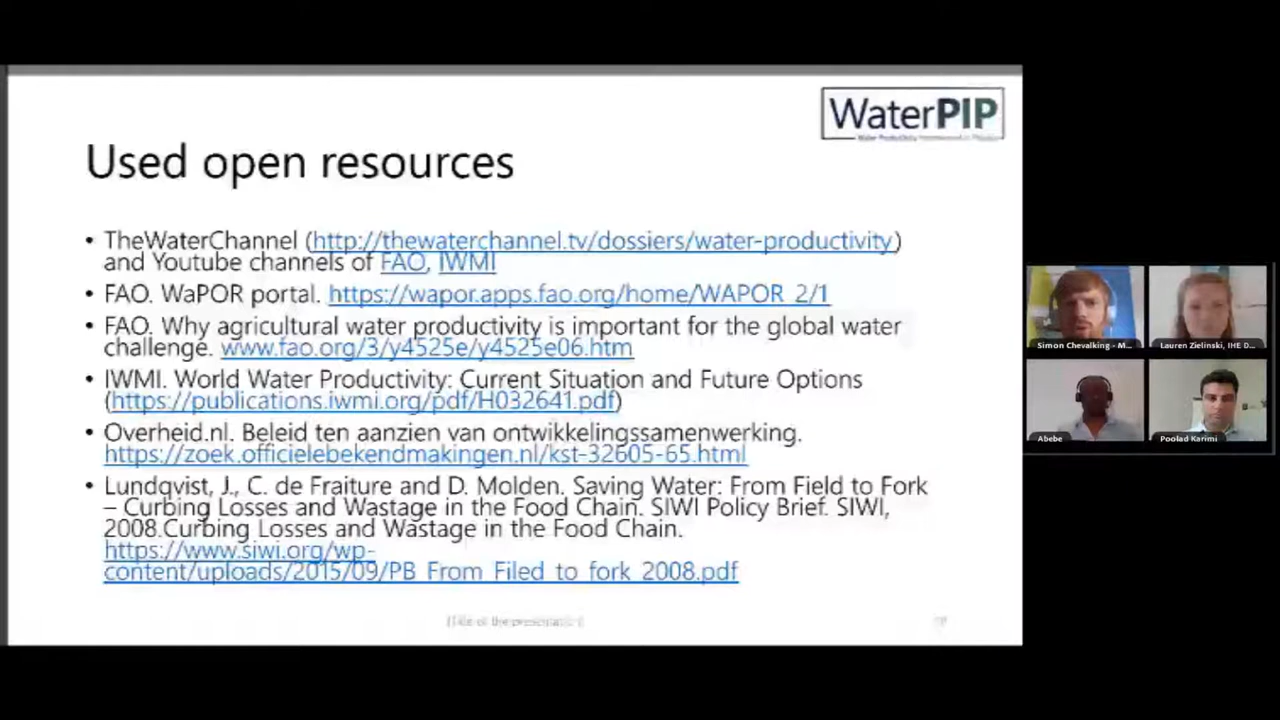 WaterPIP
Used open resources
• TheWaterChannel (http://thewaterchannel.tv/dossiers/water-productivity)
and Youtube channels of FAO, IWMI
• FAO. WaPOR portal. https://wapor.apps.fao.org/home/WAPOR_2/1
• FAO. Why agricultural water productivity is important for the global water
challenge. www.fao.org/3/y4525e/y4525e06.htm
• IWMI. World Water Productivity: Current Situation and Future Options
(https://publications.iwmi.org/pdf/H032641.pdf)
• Overheid.nl. Beleid ten aanzien van ontwikkelingssamenwerking.
https://zoek.officielebekendmakingen.nl/kst-32605-65.html
• Lundqvist, J., C. de Fraiture and D. Molden. Saving Water: From Field to Fork
– Curbing Losses and Wastage in the Food Chain. SIWI Policy Brief. SIWI,
2008.Curbing Losses and Wastage in the Food Chain.
https://www.siwi.org/wp-
content/uploads/2015/09/PB_From_Filed_to_fork_2008.pdf
[Title of the presentation]
Simon Chevalking - M...
Lauren Zielinski, IHE D...
Abebe
Poolad Karimi